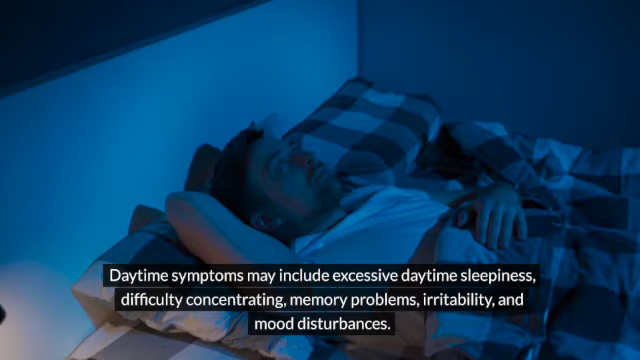 Daytime symptoms may include excessive daytime sleepiness,
difficulty concentrating, memory problems, irritability, and
mood disturbances.